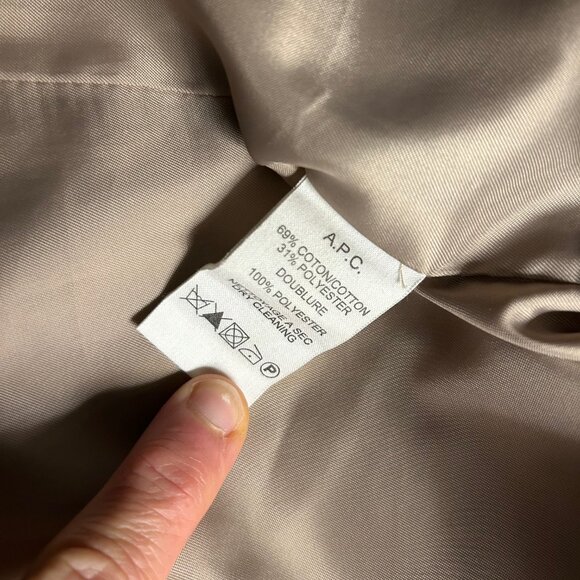 A.P.C.
69% COTON/COTTON
31% POLYESTER
DOUBLURE
100% POLYESTER
NETTOYAGE A SEC
DRY CLEANING
P